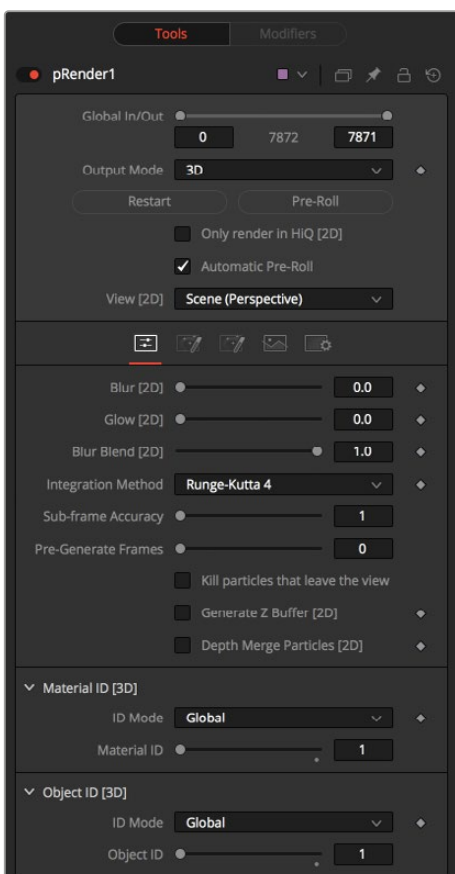 Tools Modifiers
pRender1
Global In/Out
0 7872 7871
Output Mode 3D
Restart Pre-Roll
Only render in HiQ [2D]
Automatic Pre-Roll
View [2D] Scene (Perspective)
Blur [2D] 0.0
Glow [2D] 0.0
Blur Blend [2D] 1.0
Integration Method Runge-Kutta 4
Sub-frame Accuracy 1
Pre-Generate Frames 0
Kill particles that leave the view
Generate Z Buffer [2D]
Depth Merge Particles [2D]
Material ID [3D]
ID Mode Global
Material ID 1
Object ID [3D]
ID Mode Global
Object ID 1